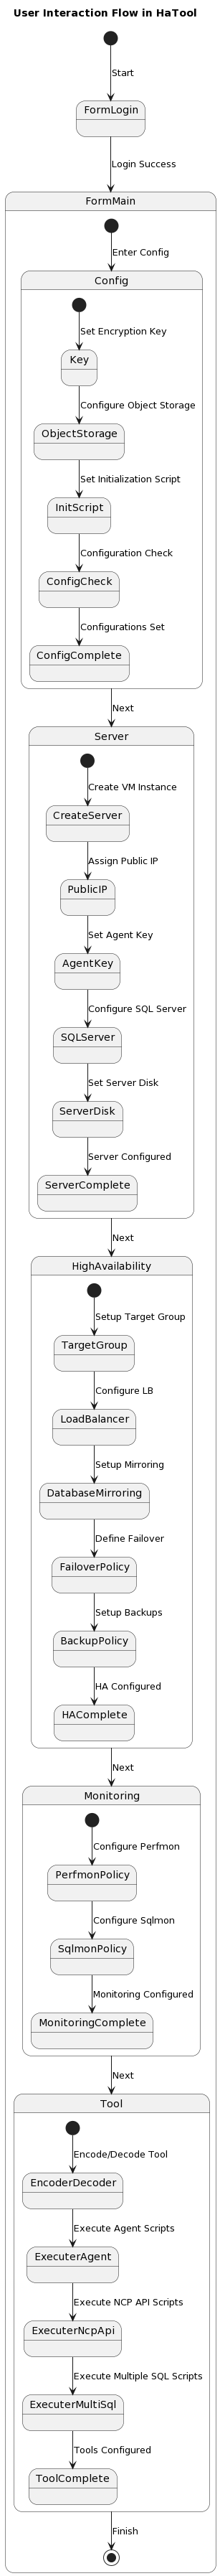 User Interaction Flow in HaTool
Start
FormLogin
Login Success
FormMain
Enter Config
Config
Set Encryption Key
Key
Configure Object Storage
ObjectStorage
Set Initialization Script
InitScript
Configuration Check
ConfigCheck
Configurations Set
ConfigComplete
Next
Server
Create VM Instance
CreateServer
Assign Public IP
PublicIP
Set Agent Key
AgentKey
Configure SQL Server
SQLServer
Set Server Disk
ServerDisk
Server Configured
ServerComplete
Next
HighAvailability
Setup Target Group
TargetGroup
Configure LB
LoadBalancer
Setup Mirroring
DatabaseMirroring
Define Failover
FailoverPolicy
Setup Backups
BackupPolicy
HA Configured
HAComplete
Next
Monitoring
Configure Perfmon
PerfmonPolicy
Configure Sqlmon
SqlmonPolicy
Monitoring Configured
MonitoringComplete
Next
Tool
Encode/Decode Tool
EncoderDecoder
Execute Agent Scripts
ExecuterAgent
Execute NCP API Scripts
ExecuterNcpApi
Execute Multiple SQL Scripts
ExecuterMultiSql
Tools Configured
ToolComplete
Finish